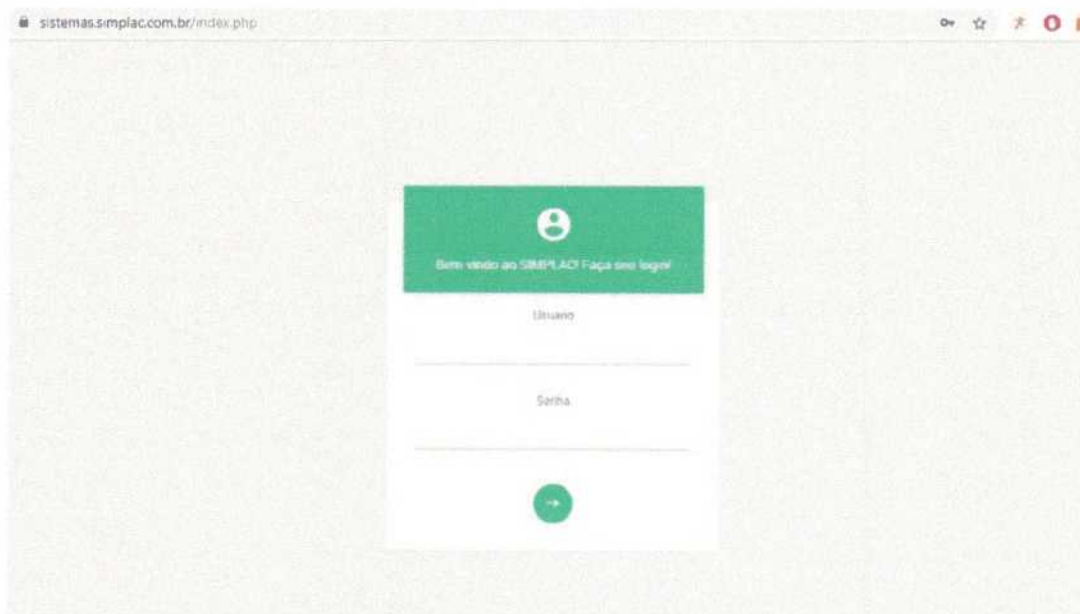 sistemas.simplac.com.br/index.php
Bem vindo ao SIMPLAC! Faça seu login!
Usuario
Senha